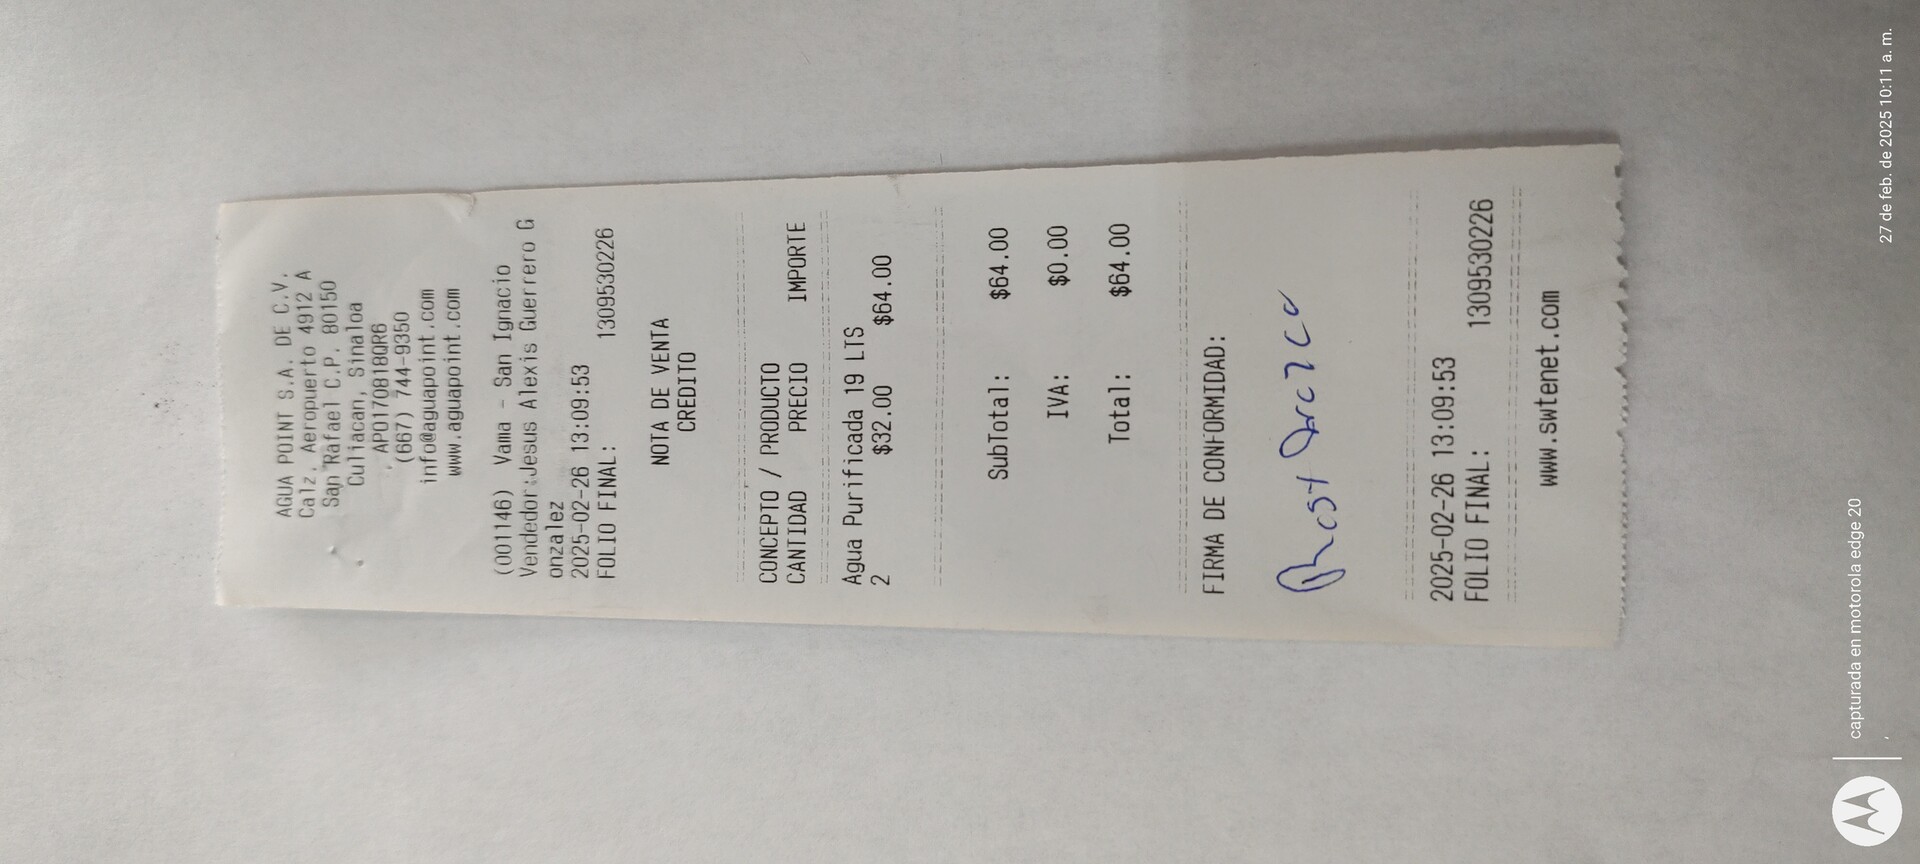 AGUA POINT S.A. DE C.V.
Calz. Aeropuerto 4912 A
San Rafael C.P. 80150
Culiacan, Sinaloa
APO170818QR6
(667) 744-9350
info@aguapoint.com
www.aguapoint.com
(001146) Vama - San Ignacio
Vendedor:Jesus Alexis Guerrero G
onzalez
2025-02-26 13:09:53
FOLIO FINAL: 1309530226
NOTA DE VENTA
CREDITO
CONCEPTO / PRODUCTO
CANTIDAD PRECIO IMPORTE
Agua Purificada 19 LTS
2 $32.00 $64.00
SubTotal: $64.00
IVA: $0.00
Total: $64.00
FIRMA DE CONFORMIDAD:
2025-02-26 13:09:53
FOLIO FINAL: 1309530226
www.swtenet.com
capturada en motorola edge 20
27 de feb. de 2025 10:11 a. m.